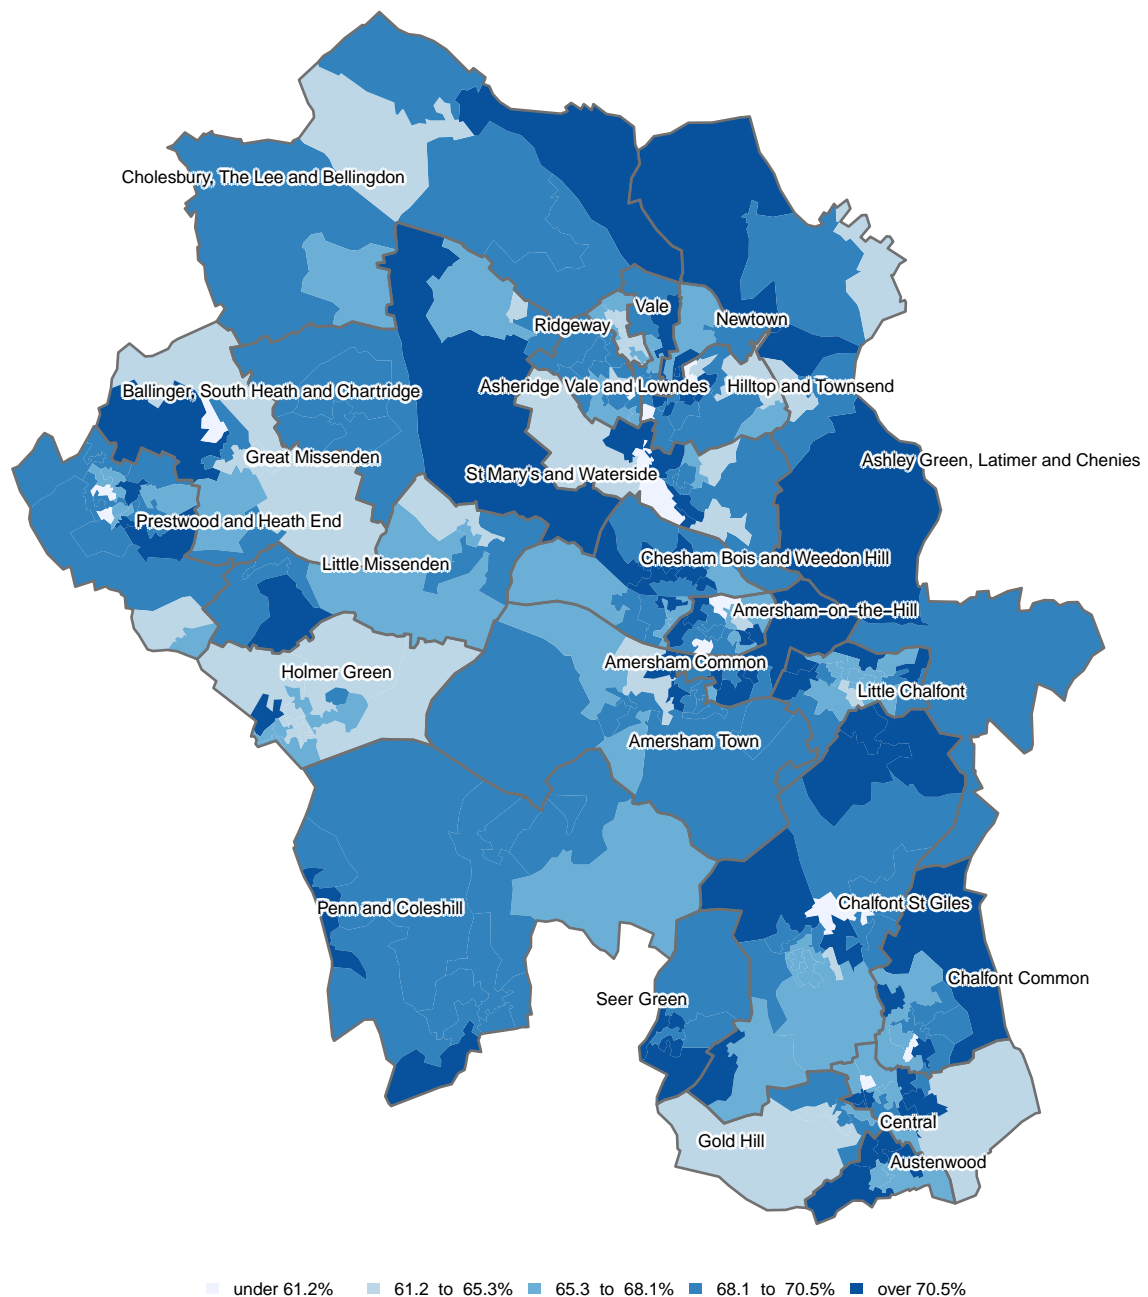 Cholesbury, The Lee and Bellingdon
Vale
Newtown
Ridgeway
Asheridge Vale and Lowndes
Hilltop and Townsend
Ballinger, South Heath and Chartridge
Great Missenden
Ashley Green, Latimer and Chenies
St Mary's and Waterside
Prestwood and Heath End
Chesham Bois and Weedon Hill
Little Missenden
Amersham–on–the–Hill
Amersham Common
Holmer Green
Little Chalfont
Amersham Town
Chalfont St Giles
Penn and Coleshill
Chalfont Common
Seer Green
Central
Gold Hill
Austenwood
under 61.2% 61.2 to 65.3% 65.3 to 68.1% 68.1 to 70.5% over 70.5%